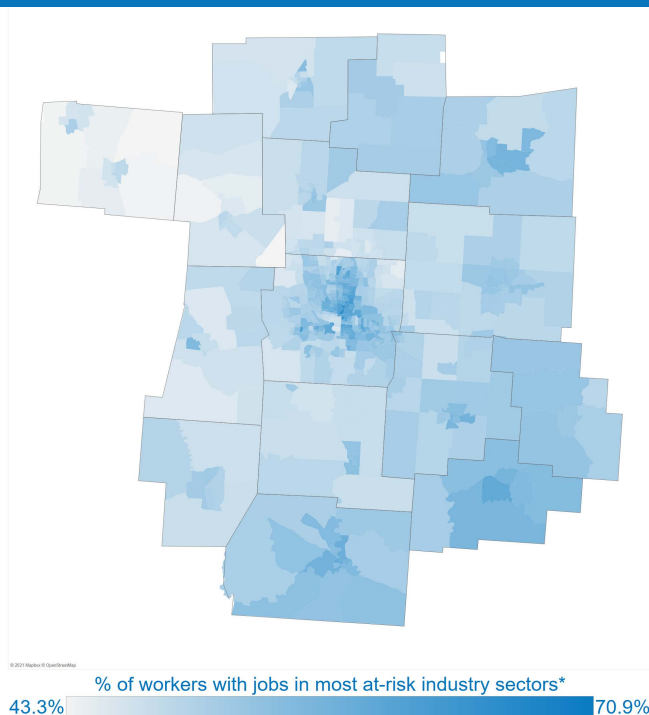 © 2021 Mapbox © OpenStreetMap
% of workers with jobs in most at-risk industry sectors*
43.3% 70.9%